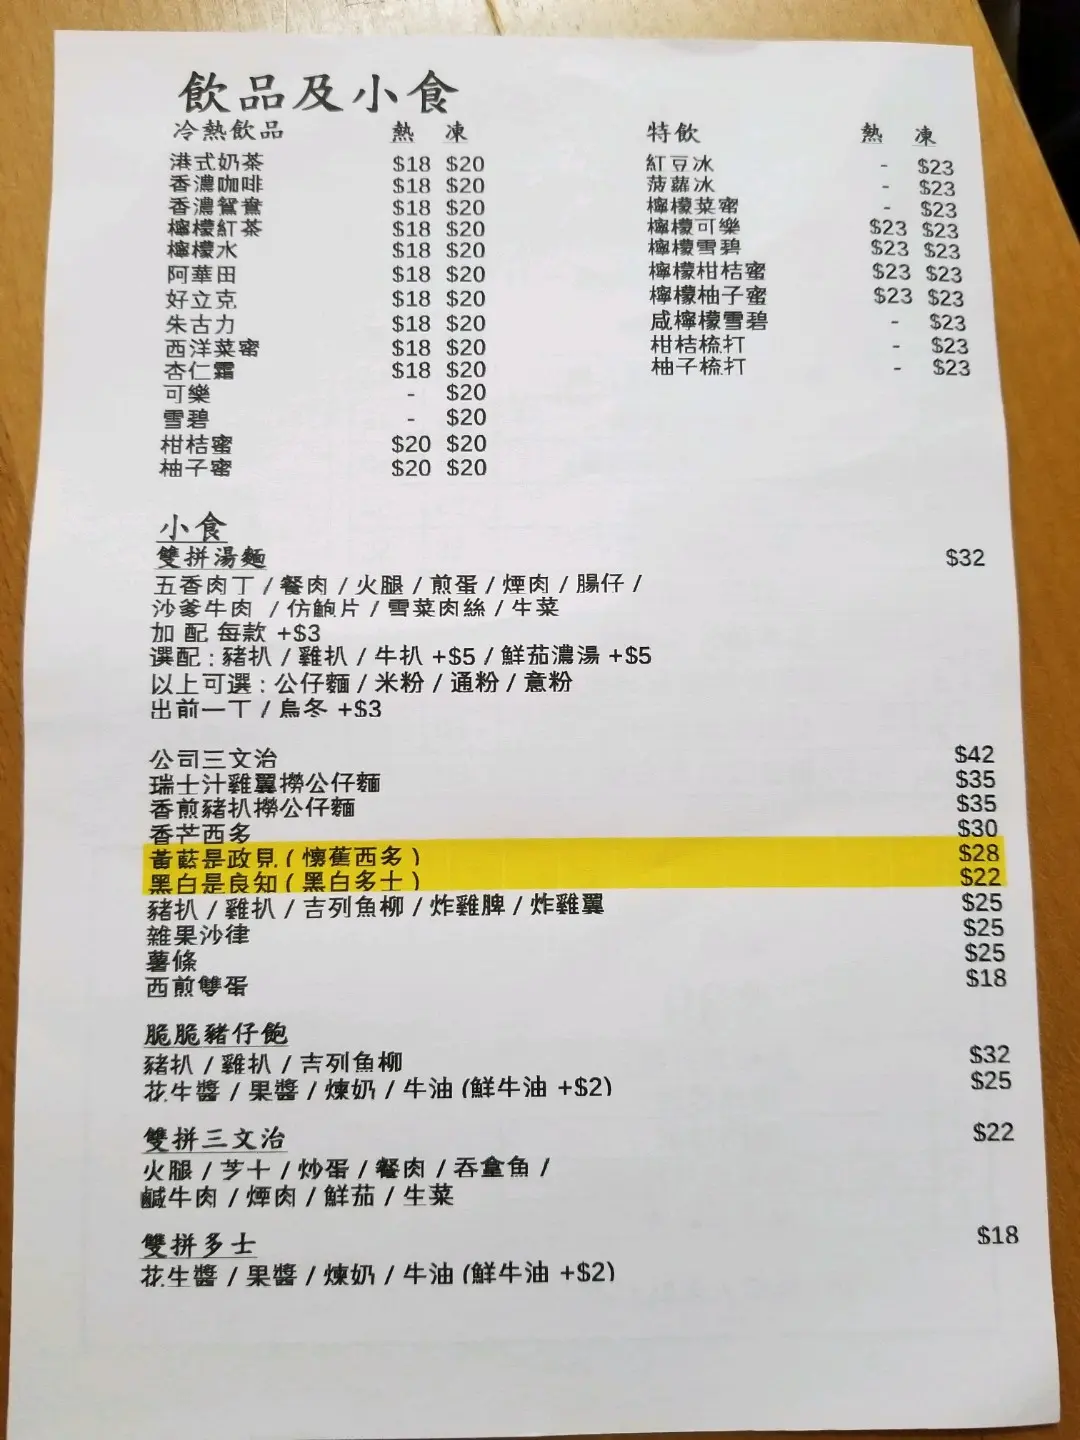 飲品及小食
冷熱飲品 熱 凍
港式奶茶 $18 $20
香濃咖啡 $18 $20
香濃鴛鴦 $18 $20
檸檬紅茶 $18 $20
檸檬水 $18 $20
阿華田 $18 $20
好立克 $18 $20
朱古力 $18 $20
西洋菜蜜 $18 $20
杏仁霜 $18 $20
可樂 - $20
雪碧 - $20
柑桔蜜 $20 $20
柚子蜜 $20 $20
特飲 熱 凍
紅豆冰 - $23
菠蘿冰 - $23
檸檬菜蜜 - $23
檸檬可樂 $23 $23
檸檬雪碧 $23 $23
檸檬柑桔蜜 $23 $23
檸檬柚子蜜 $23 $23
咸檸檬雪碧 - $23
柑桔梳打 - $23
柚子梳打 - $23
小食
雙拼湯麵 $32
五香肉丁 / 餐肉 / 火腿 / 煎蛋 / 煙肉 / 腸仔 /
沙爹牛肉 / 仿鮑片 / 雪菜肉絲 / 生菜
加 配 每款 +$3
選配 : 豬扒 / 雞扒 / 牛扒 +$5 / 鮮茄濃湯 +$5
以上可選 : 公仔麵 / 米粉 / 通粉 / 意粉
出前一丁 / 烏冬 +$3
公司三文治 $42
瑞士汁雞翼撈公仔麵 $35
香煎豬扒撈公仔麵 $35
香芒西多 $30
黃藍是政見 ( 懷舊西多 ) $28
黑白是良知 ( 黑白多士 ) $22
豬扒 / 雞扒 / 吉列魚柳 / 炸雞脾 / 炸雞翼 $25
雜果沙律 $25
薯條 $25
西煎雙蛋 $18
脆脆豬仔飽
豬扒 / 雞扒 / 吉列魚柳 $32
花生醬 / 果醬 / 煉奶 / 牛油 (鮮牛油 +$2) $25
雙拼三文治 $22
火腿 / 芝士 / 炒蛋 / 餐肉 / 吞拿魚 /
鹹牛肉 / 煙肉 / 鮮茄 / 生菜
雙拼多士 $18
花生醬 / 果醬 / 煉奶 / 牛油 (鮮牛油 +$2)